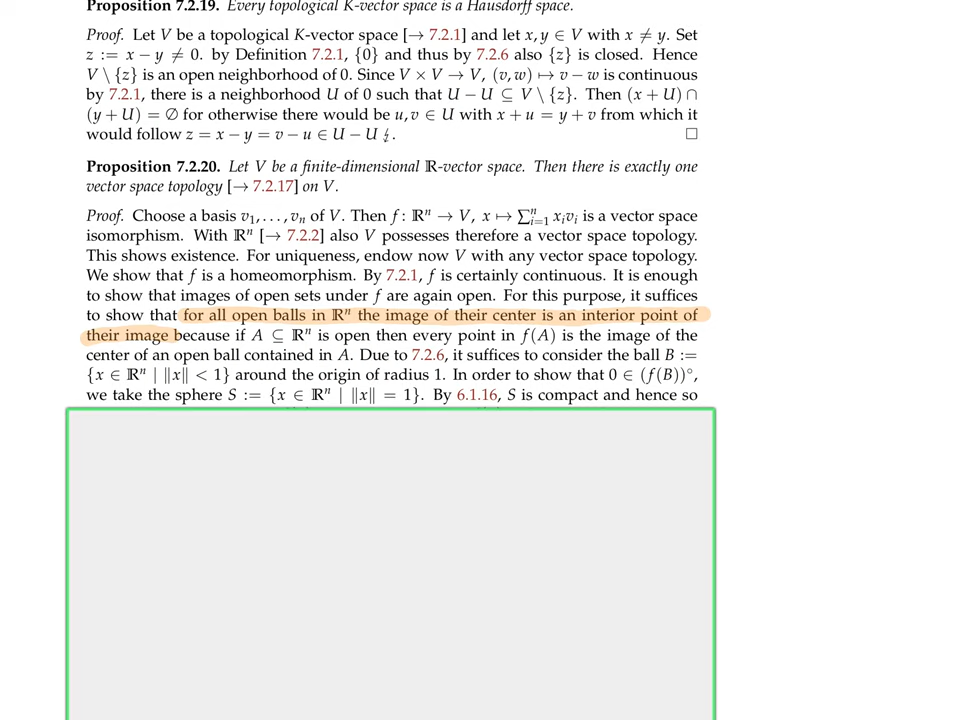 Proposition 7.2.19. Every topological K-vector space is a Hausdorff space.
Proof. Let V be a topological K-vector space [→ 7.2.1] and let x, y ∈ V with x ≠ y. Set
z := x − y ≠ 0. by Definition 7.2.1, {0} and thus by 7.2.6 also {z} is closed. Hence
V \ {z} is an open neighborhood of 0. Since V × V → V, (v, w) ↦ v − w is continuous
by 7.2.1, there is a neighborhood U of 0 such that U − U ⊆ V \ {z}. Then (x + U) ∩
(y + U) = ∅ for otherwise there would be u, v ∈ U with x + u = y + v from which it
would follow z = x − y = v − u ∈ U − U ↯. □
Proposition 7.2.20. Let V be a finite-dimensional ℝ-vector space. Then there is exactly one
vector space topology [→ 7.2.17] on V.
Proof. Choose a basis v₁, . . . , vₙ of V. Then f : ℝⁿ → V, x ↦ ∑ⁿᵢ₌₁ xᵢvᵢ is a vector space
isomorphism. With ℝⁿ [→ 7.2.2] also V possesses therefore a vector space topology.
This shows existence. For uniqueness, endow now V with any vector space topology.
We show that f is a homeomorphism. By 7.2.1, f is certainly continuous. It is enough
to show that images of open sets under f are again open. For this purpose, it suffices
to show that for all open balls in ℝⁿ the image of their center is an interior point of
their image because if A ⊆ ℝⁿ is open then every point in f(A) is the image of the
center of an open ball contained in A. Due to 7.2.6, it suffices to consider the ball B :=
{x ∈ ℝⁿ | ‖x‖ < 1} around the origin of radius 1. In order to show that 0 ∈ (f(B))°,
we take the sphere S := {x ∈ ℝⁿ | ‖x‖ = 1}. By 6.1.16, S is compact and hence so